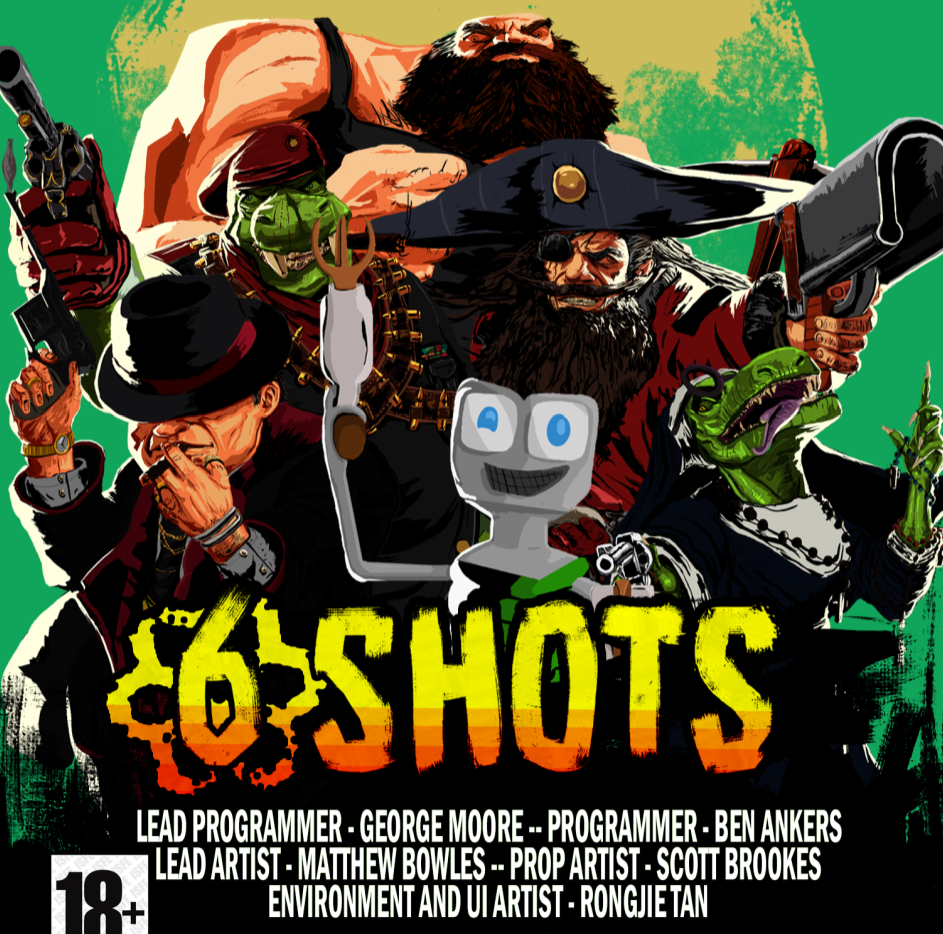 6 SHOTS
LEAD PROGRAMMER - GEORGE MOORE -- PROGRAMMER - BEN ANKERS
LEAD ARTIST - MATTHEW BOWLES -- PROP ARTIST - SCOTT BROOKES
ENVIRONMENT AND UI ARTIST - RONGJIE TAN
18+